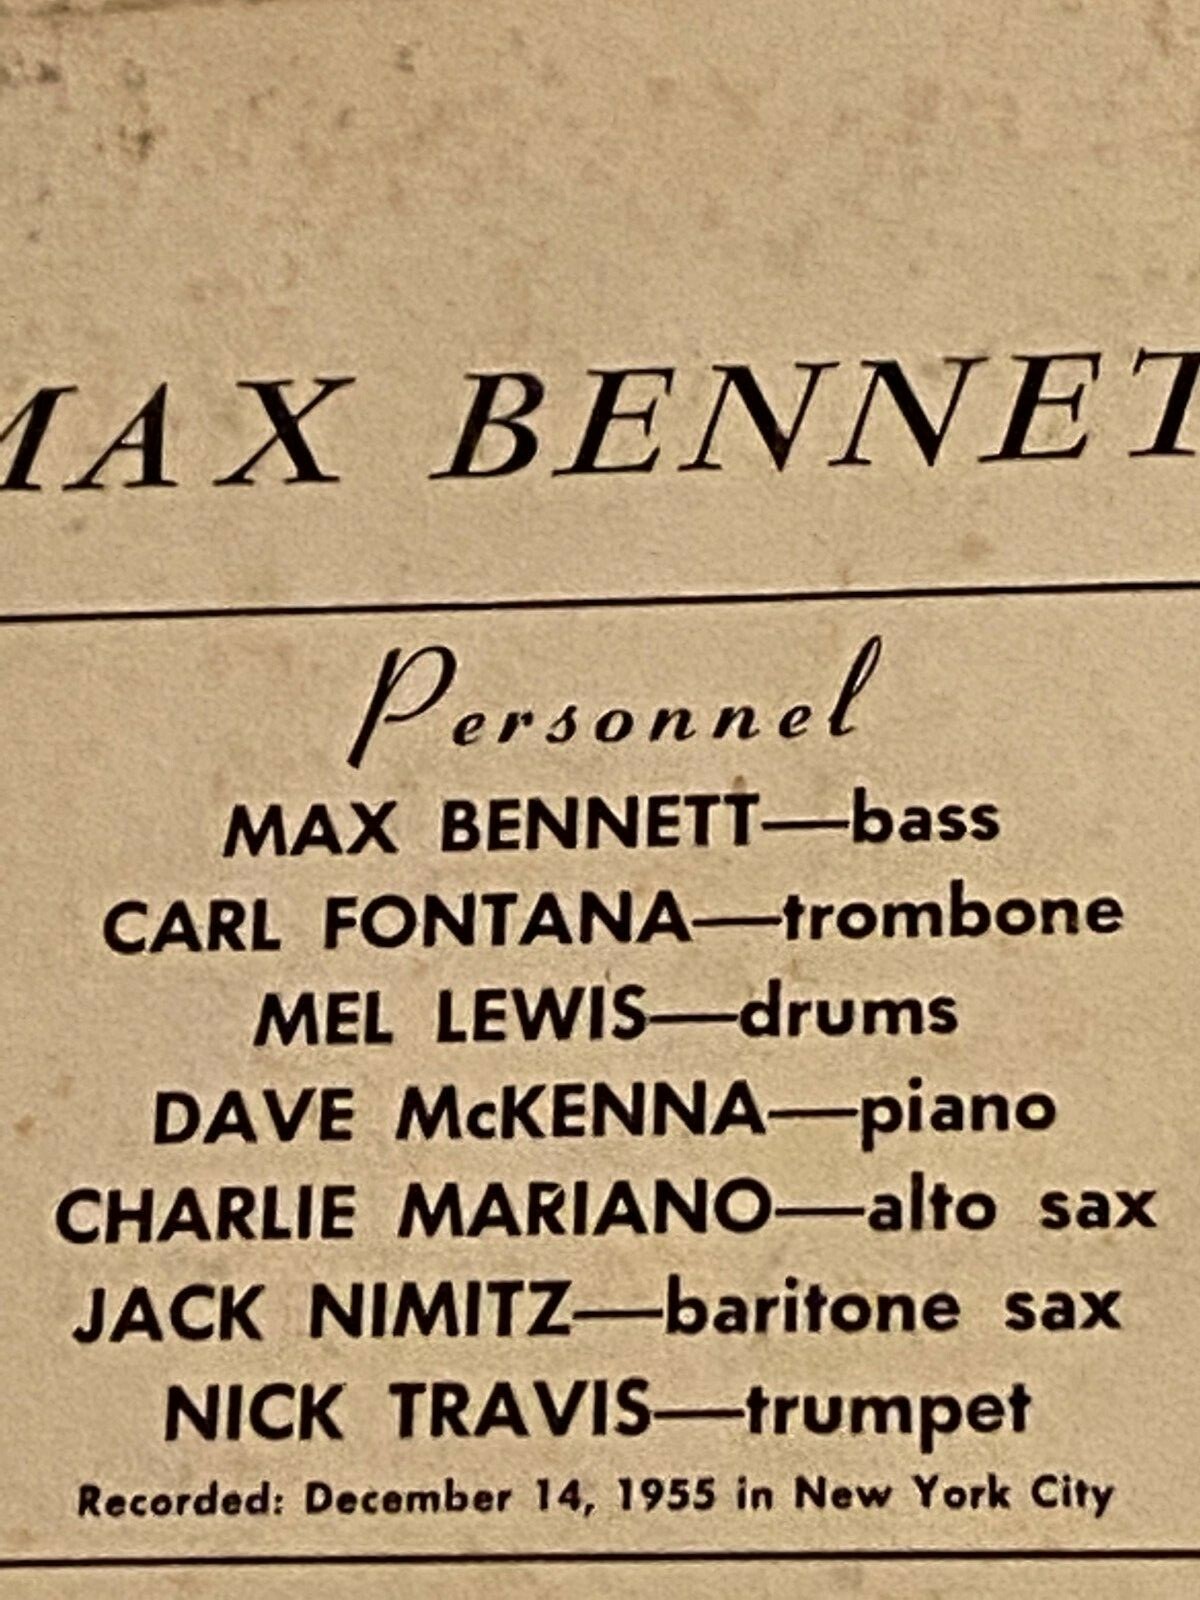 MAX BENNET
Personnel
MAX BENNETT—bass
CARL FONTANA—trombone
MEL LEWIS—drums
DAVE McKENNA—piano
CHARLIE MARIANO—alto sax
JACK NIMITZ—baritone sax
NICK TRAVIS—trumpet
Recorded: December 14, 1955 in New York City